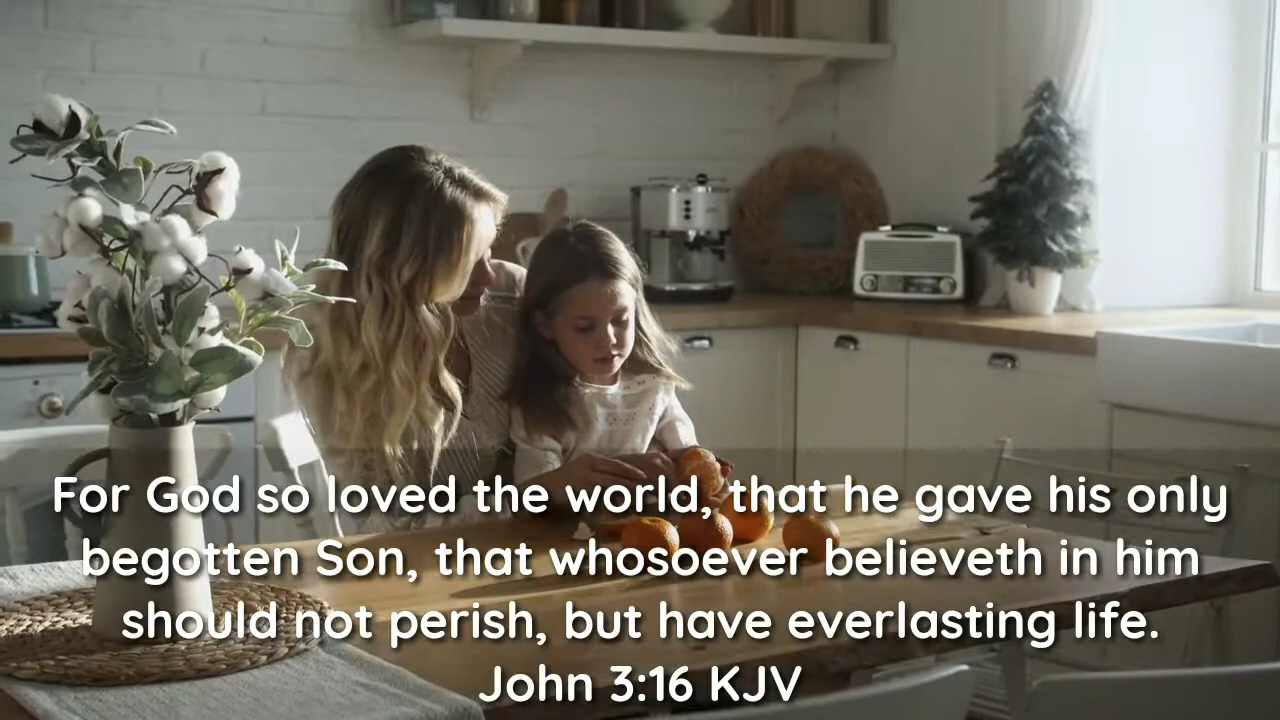 For God so loved the world, that he gave his only
begotten Son, that whosoever believeth in him
should not perish, but have everlasting life.
John 3:16 KJV